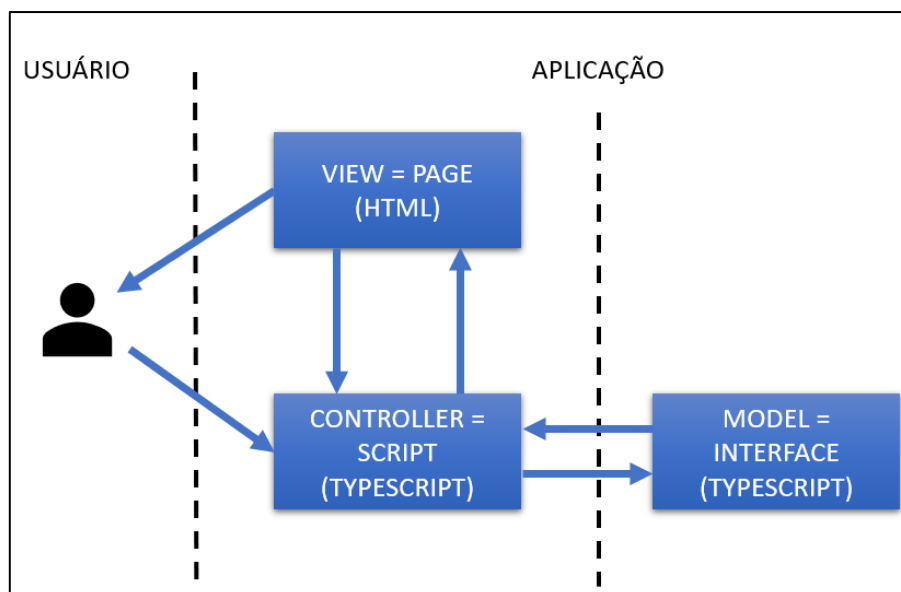 USUÁRIO
APLICAÇÃO
VIEW = PAGE
(HTML)
CONTROLLER =
SCRIPT
(TYPESCRIPT)
MODEL =
INTERFACE
(TYPESCRIPT)